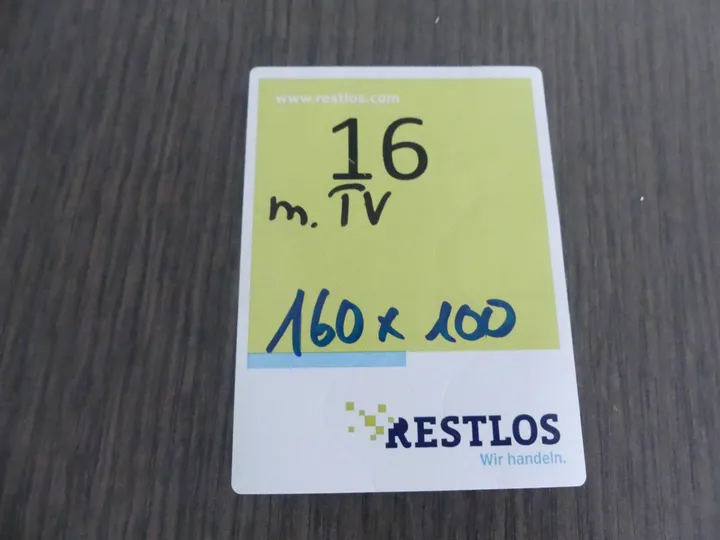 www.restlos.com
16
m. TV
160 x 100
RESTLOS
Wir handeln.